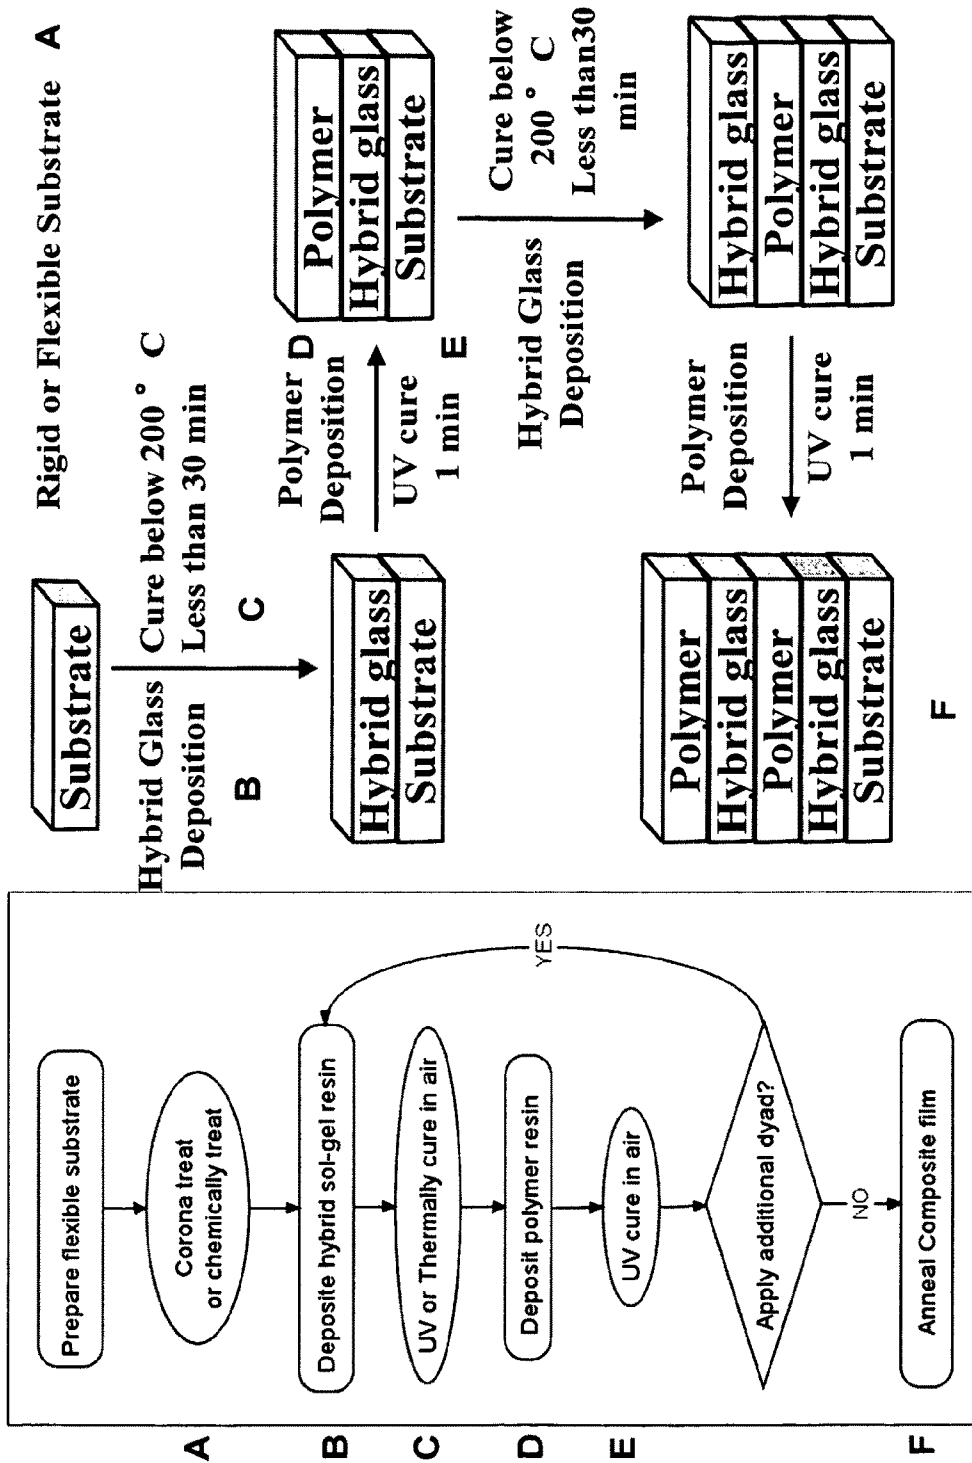 Prepare flexible substrate
A
Corona treat
or chemically treat
B
Deposite hybrid sol-gel resin
C
UV or Thermally cure in air
D
Deposit polymer resin
E
UV cure in air
Apply additional dyad?
YES
NO
F
Anneal Composite film
Rigid or Flexible Substrate A
Substrate
Hybrid Glass
Deposition
B
Cure below 200° C
Less than 30 min
C
Hybrid glass
Substrate
Polymer
Deposition
D
UV cure
1 min
E
Polymer
Hybrid glass
Substrate
Hybrid Glass
Deposition
Cure below
200° C
Less than30
min
Hybrid glass
Polymer
Hybrid glass
Substrate
Polymer
Deposition
UV cure
1 min
Polymer
Hybrid glass
Polymer
Hybrid glass
Substrate
F